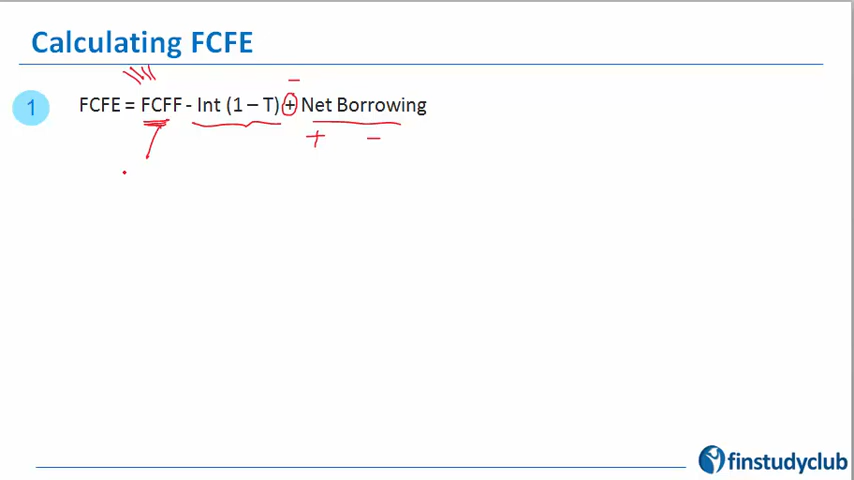 Calculating FCFE
−
1 FCFE = FCFF - Int (1 – T) + Net Borrowing
+ −
finstudyclub